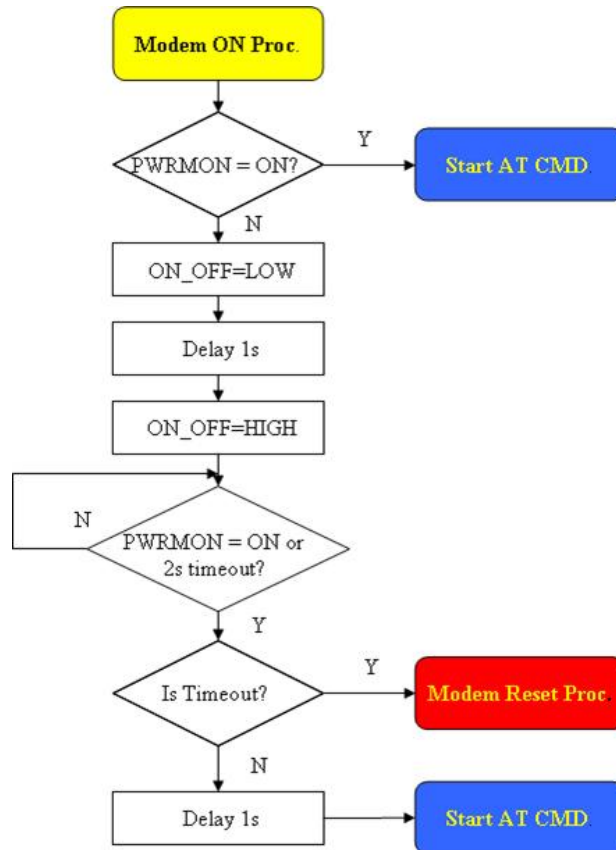 Modem ON Proc.
PWRMON = ON?
Y
Start AT CMD.
N
ON_OFF=LOW
Delay 1s
ON_OFF=HIGH
N
PWRMON = ON or
2s timeout?
Y
Is Timeout?
Y
Modem Reset Proc.
N
Delay 1s
Start AT CMD.